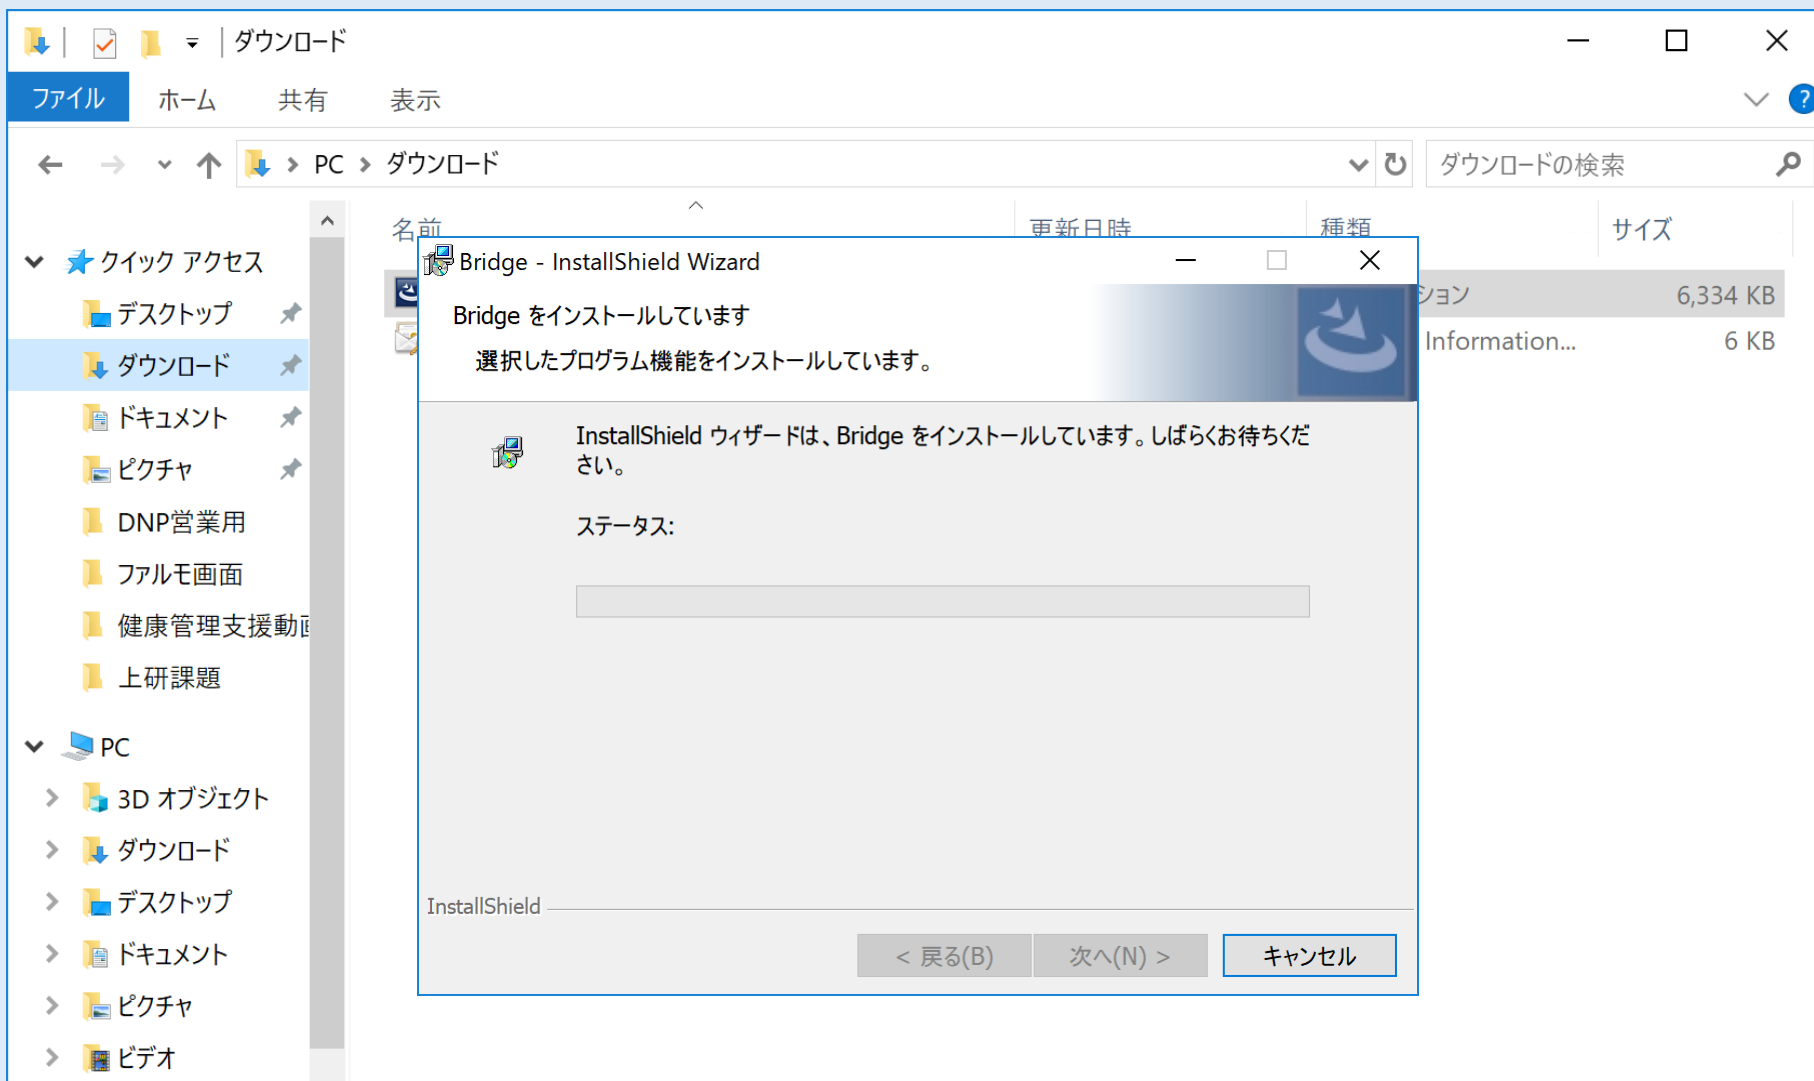 ダウンロード
ファイル
ホーム
共有
表示
?
PC
ダウンロード
ダウンロードの検索
名前
更新日時
種類
サイズ
クイック アクセス
デスクトップ
ダウンロード
ドキュメント
ピクチャ
DNP営業用
ファルモ画面
健康管理支援動画
上研課題
PC
3D オブジェクト
ダウンロード
デスクトップ
ドキュメント
ピクチャ
ビデオ
ション
6,334 KB
Information...
6 KB
Bridge - InstallShield Wizard
Bridge をインストールしています
選択したプログラム機能をインストールしています。
InstallShield ウィザードは、Bridge をインストールしています。しばらくお待ちくだ
さい。
ステータス:
InstallShield
< 戻る(B)
次へ(N) >
キャンセル